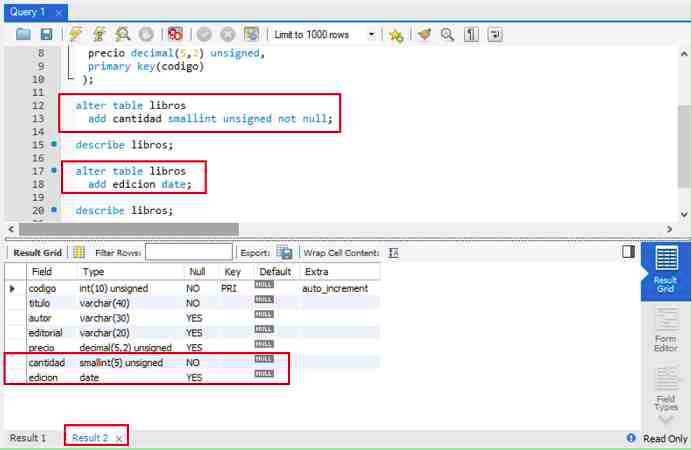 Query 1 x
Limit to 1000 rows
8 precio decimal(5,2) unsigned,
9 primary key(codigo)
10 );
11
12 alter table libros
13 add cantidad smallint unsigned not null;
14
15 describe libros;
16
17 alter table libros
18 add edicion date;
19
20 describe libros;
Result Grid Filter Rows: Export: Wrap Cell Content: IA
Field Type Null Key Default Extra
codigo int(10) unsigned NO PRI NULL auto_increment
titulo varchar(40) NO NULL
autor varchar(30) YES NULL
editorial varchar(20) YES NULL
precio decimal(5,2) unsigned YES NULL
cantidad smallint(5) unsigned NO NULL
edicion date YES NULL
Result
Grid
Form
Editor
Field
Types
Result 1 Result 2 x Read Only